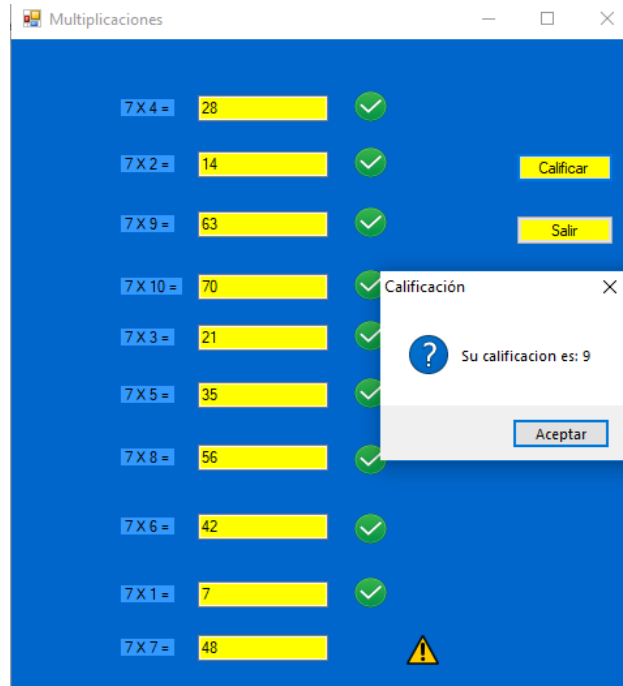 Multiplicaciones
7 X 4 = 28
7 X 2 = 14
Calificar
7 X 9 = 63
Salir
7 X 10 = 70
Calificación
7 X 3 = 21
Su calificacion es: 9
7 X 5 = 35
Aceptar
7 X 8 = 56
7 X 6 = 42
7 X 1 = 7
7 X 7 = 48